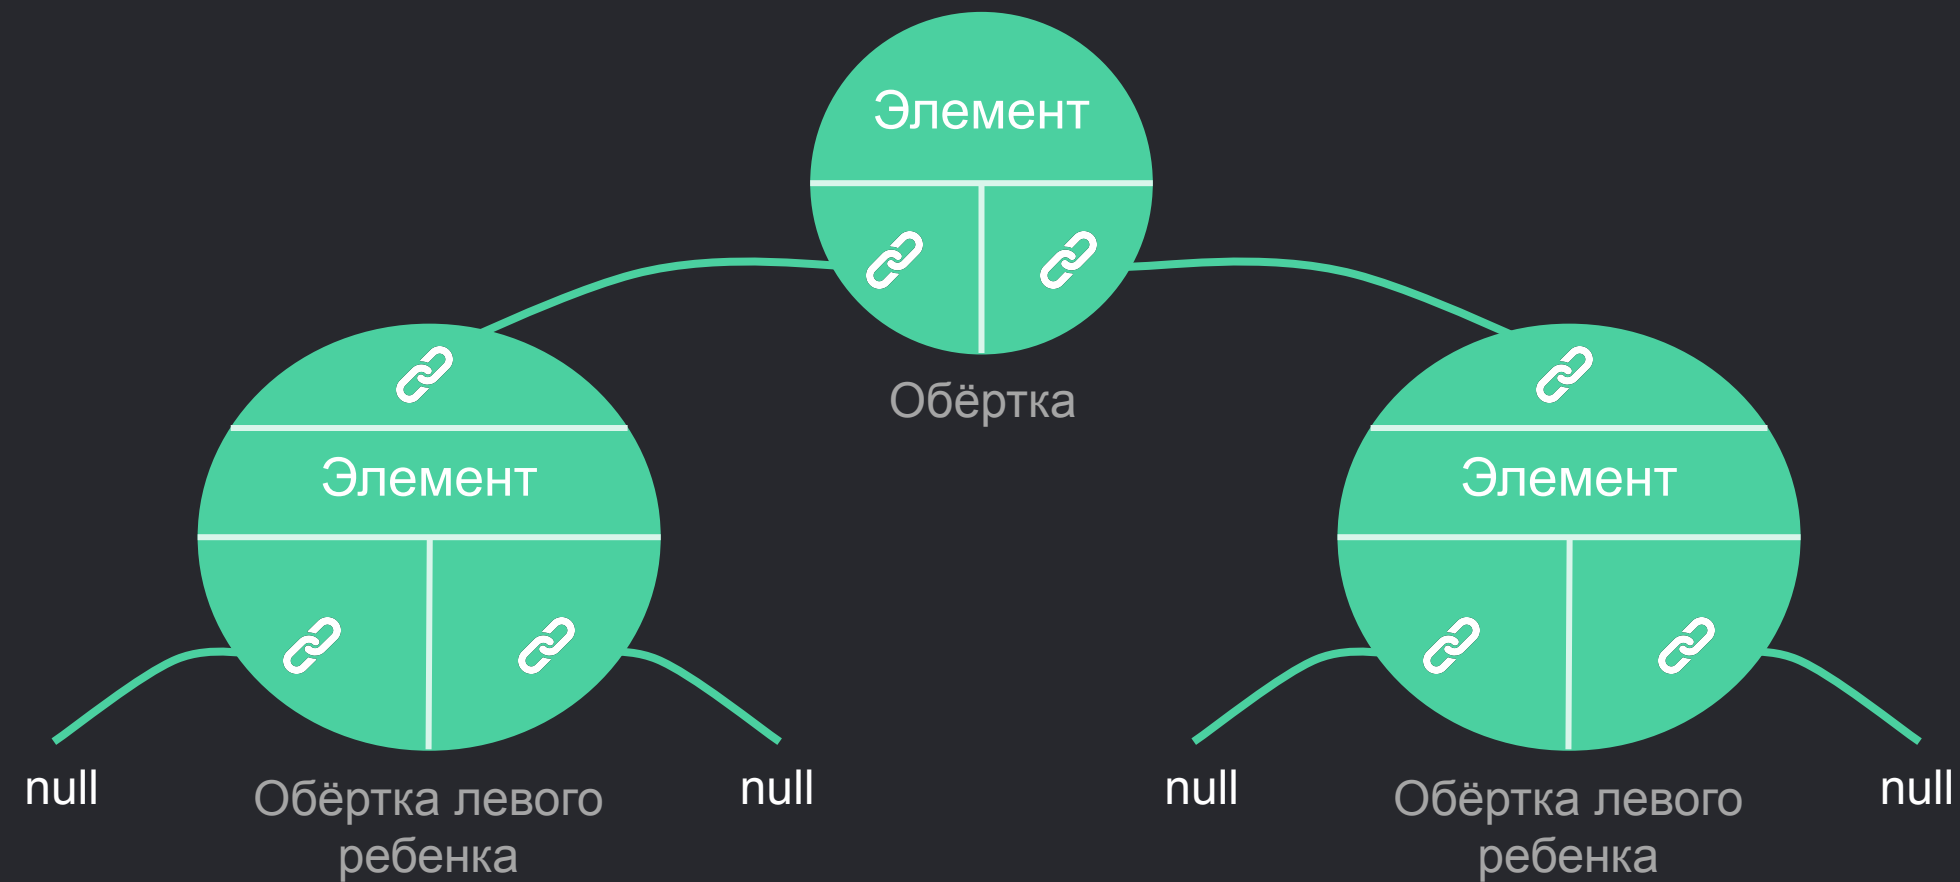 Элемент
Обёртка
Элемент
Элемент
null
Обёртка левого
ребенка
null
null
Обёртка левого
ребенка
null